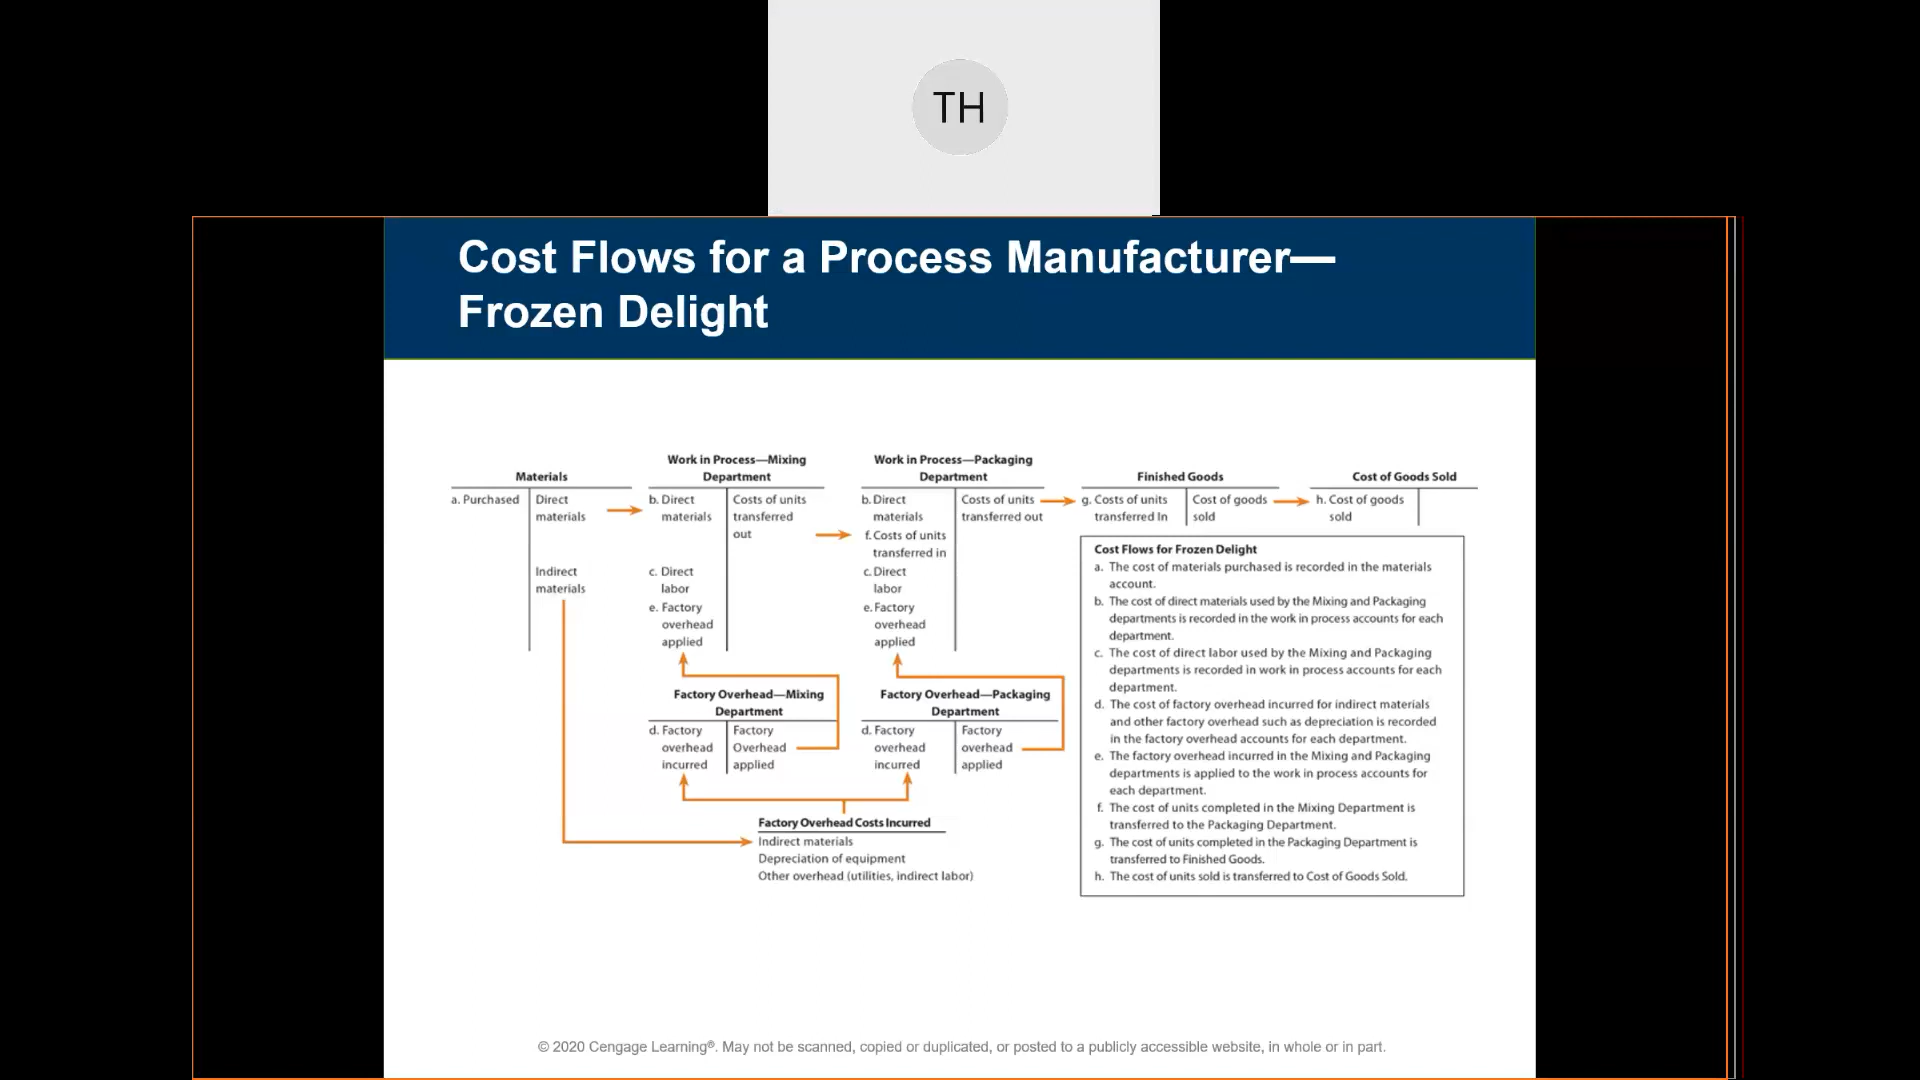 TH
Cost Flows for a Process Manufacturer—
Frozen Delight
Materials
a. Purchased
Direct
materials
Indirect
materials
Work in Process—Mixing
Department
b. Direct
materials
c. Direct
labor
e. Factory
overhead
applied
Costs of units
transferred
out
Work in Process—Packaging
Department
b. Direct
materials
f. Costs of units
transferred in
c. Direct
labor
e. Factory
overhead
applied
Costs of units
transferred out
Finished Goods
g. Costs of units
transferred In
Cost of goods
sold
Cost of Goods Sold
h. Cost of goods
sold
Factory Overhead—Mixing
Department
d. Factory
overhead
incurred
Factory
Overhead
applied
Factory Overhead—Packaging
Department
d. Factory
overhead
incurred
Factory
overhead
applied
Factory Overhead Costs Incurred
Indirect materials
Depreciation of equipment
Other overhead (utilities, indirect labor)
Cost Flows for Frozen Delight
a. The cost of materials purchased is recorded in the materials
account.
b. The cost of direct materials used by the Mixing and Packaging
departments is recorded in the work in process accounts for each
department.
c. The cost of direct labor used by the Mixing and Packaging
departments is recorded in work in process accounts for each
department.
d. The cost of factory overhead incurred for indirect materials
and other factory overhead such as depreciation is recorded
in the factory overhead accounts for each department.
e. The factory overhead incurred in the Mixing and Packaging
departments is applied to the work in process accounts for
each department.
f. The cost of units completed in the Mixing Department is
transferred to the Packaging Department.
g. The cost of units completed in the Packaging Department is
transferred to Finished Goods.
h. The cost of units sold is transferred to Cost of Goods Sold.
© 2020 Cengage Learning®. May not be scanned, copied or duplicated, or posted to a publicly accessible website, in whole or in part.